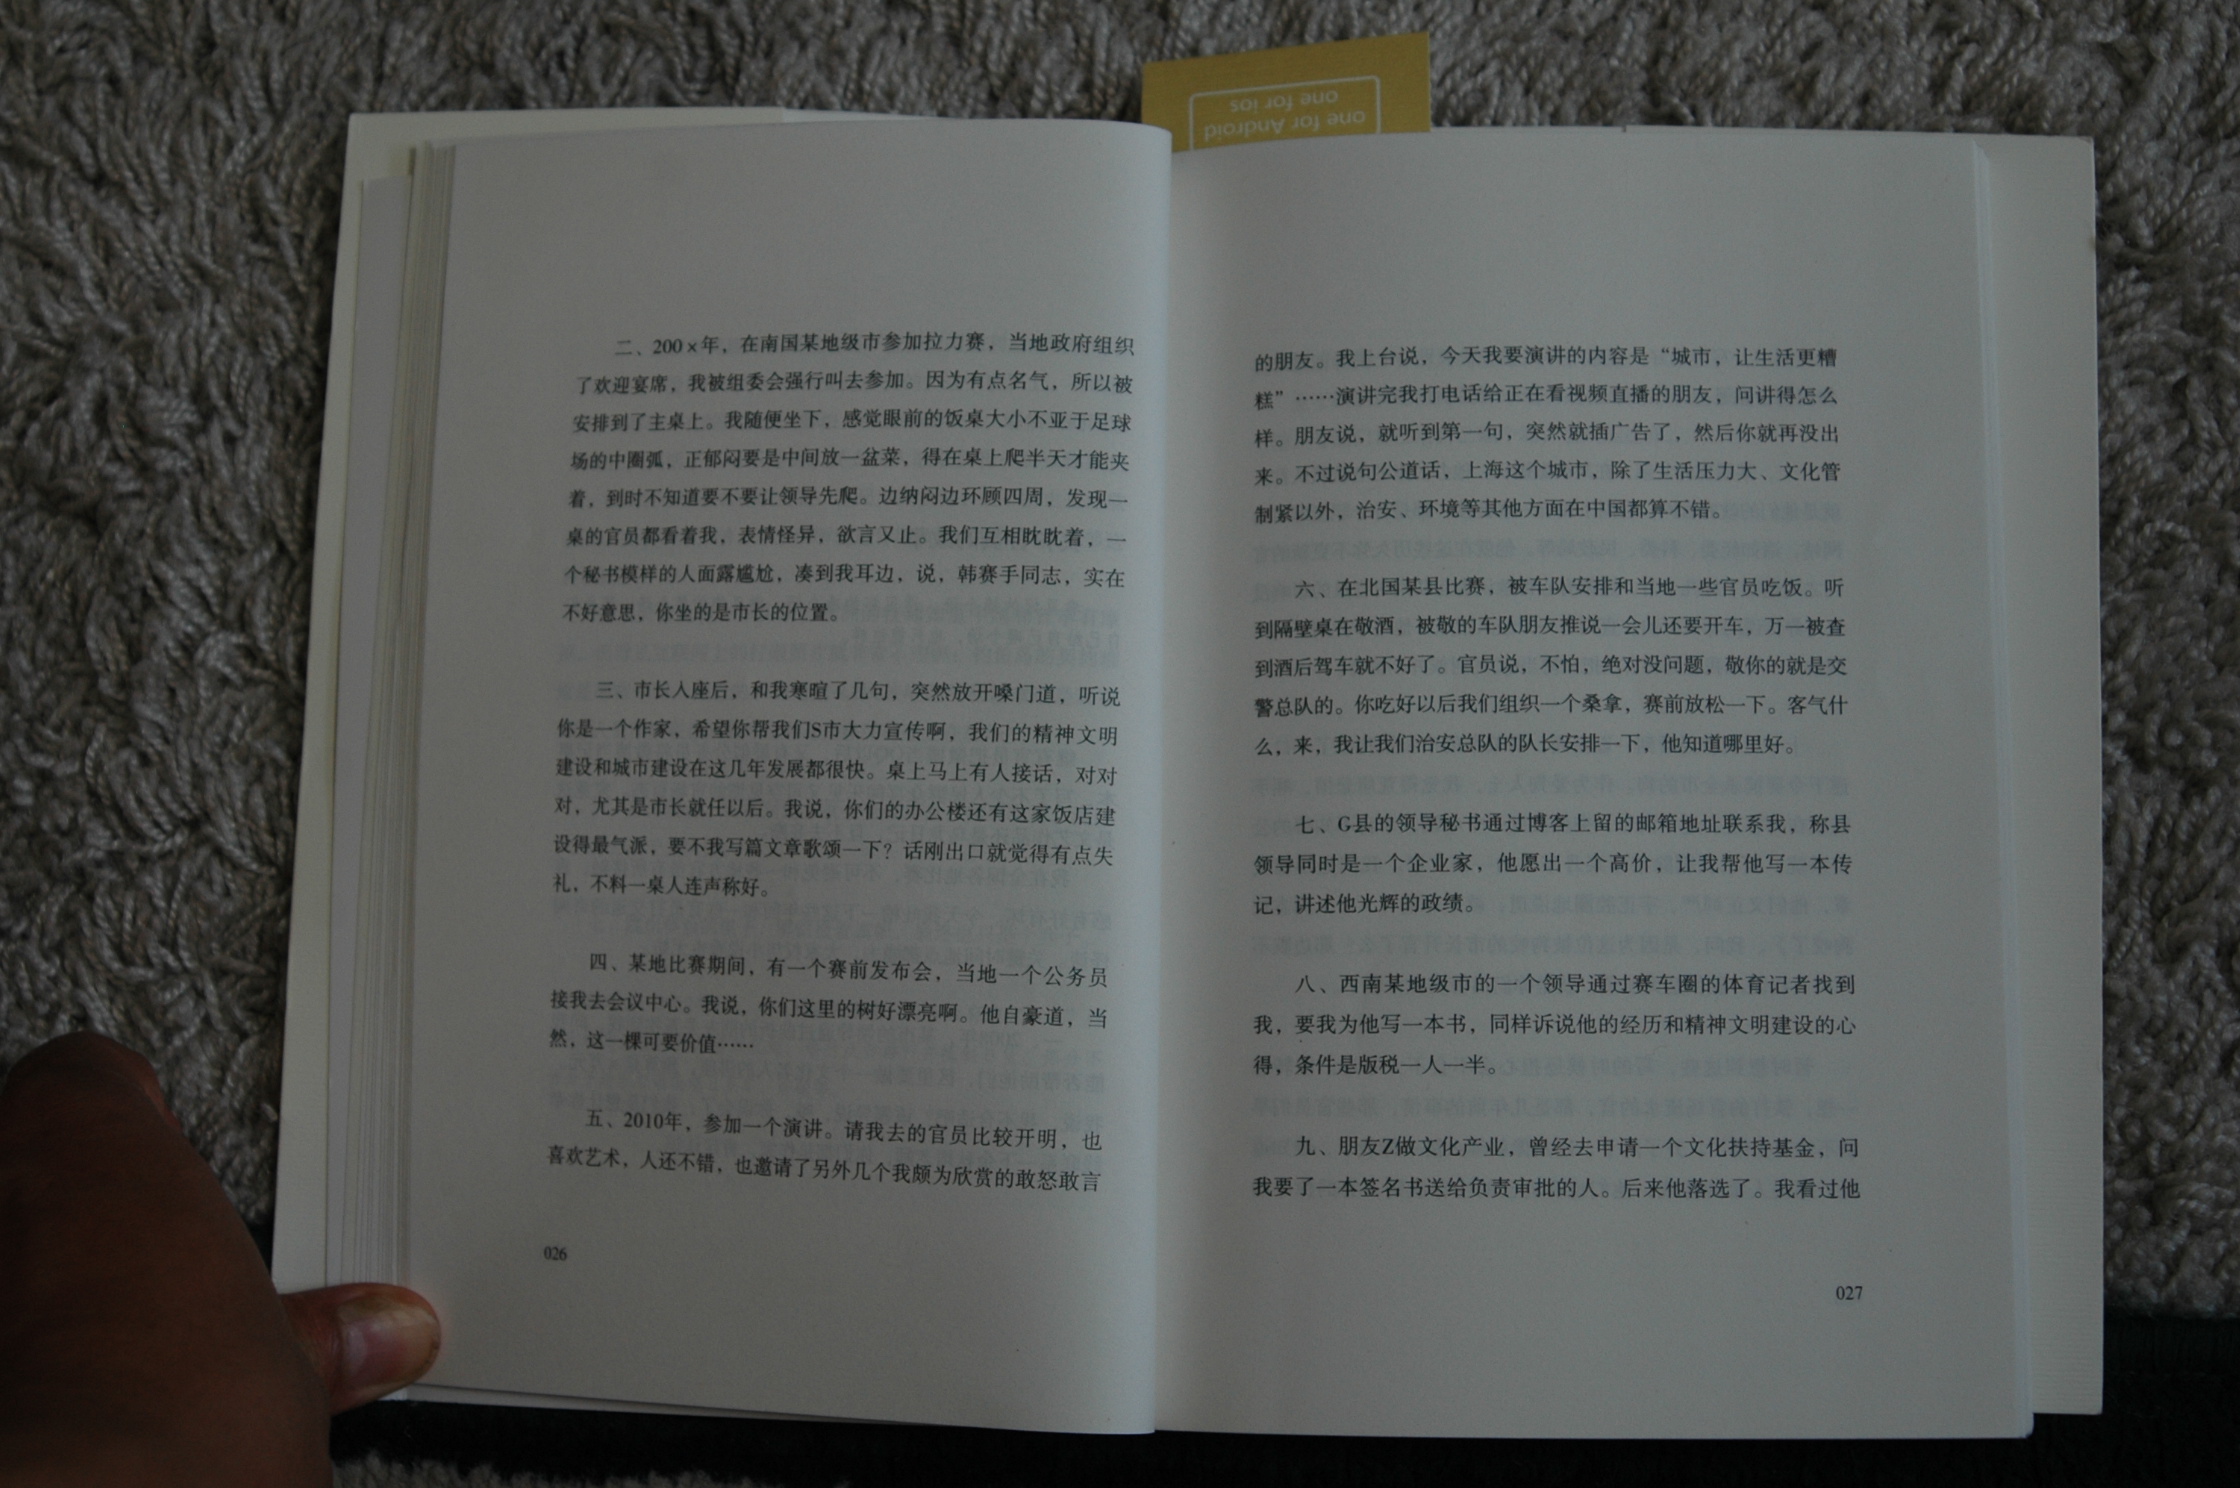 one for Android
one for ios
二、200×年，在南国某地级市参加拉力赛，当地政府组织
了欢迎宴席，我被组委会强行叫去参加。因为有点名气，所以被
安排到了主桌上。我随便坐下，感觉眼前的饭桌大小不亚于足球
场的中圈弧，正郁闷要是中间放一盆菜，得在桌上爬半天才能夹
着，到时不知道要不要让领导先爬。边纳闷边环顾四周，发现一
桌的官员都看着我，表情怪异，欲言又止。我们互相眈眈着，一
个秘书模样的人面露尴尬，凑到我耳边，说，韩赛手同志，实在
不好意思，你坐的是市长的位置。
三、市长入座后，和我寒暄了几句，突然放开嗓门道，听说
你是一个作家，希望你帮我们S市大力宣传啊，我们的精神文明
建设和城市建设在这几年发展都很快。桌上马上有人接话，对对
对，尤其是市长就任以后。我说，你们的办公楼还有这家饭店建
设得最气派，要不我写篇文章歌颂一下？话刚出口就觉得有点失
礼，不料一桌人连声称好。
四、某地比赛期间，有一个赛前发布会，当地一个公务员
接我去会议中心。我说，你们这里的树好漂亮啊。他自豪道，当
然，这一棵可要价值……
五、2010年，参加一个演讲。请我去的官员比较开明，也
喜欢艺术，人还不错，也邀请了另外几个我颇为欣赏的敢怒敢言
026
的朋友。我上台说，今天我要演讲的内容是“城市，让生活更糟
糕”……演讲完我打电话给正在看视频直播的朋友，问讲得怎么
样。朋友说，就听到第一句，突然就插广告了，然后你就再没出
来。不过说句公道话，上海这个城市，除了生活压力大、文化管
制紧以外，治安、环境等其他方面在中国都算不错。
六、在北国某县比赛，被车队安排和当地一些官员吃饭。听
到隔壁桌在敬酒，被敬的车队朋友推说一会儿还要开车，万一被查
到酒后驾车就不好了。官员说，不怕，绝对没问题，敬你的就是交
警总队的。你吃好以后我们组织一个桑拿，赛前放松一下。客气什
么，来，我让我们治安总队的队长安排一下，他知道哪里好。
七、G县的领导秘书通过博客上留的邮箱地址联系我，称县
领导同时是一个企业家，他愿出一个高价，让我帮他写一本传
记，讲述他光辉的政绩。
八、西南某地级市的一个领导通过赛车圈的体育记者找到
我，要我为他写一本书，同样诉说他的经历和精神文明建设的心
得，条件是版税一人一半。
九、朋友Z做文化产业，曾经去申请一个文化扶持基金，问
我要了一本签名书送给负责审批的人。后来他落选了。我看过他
027